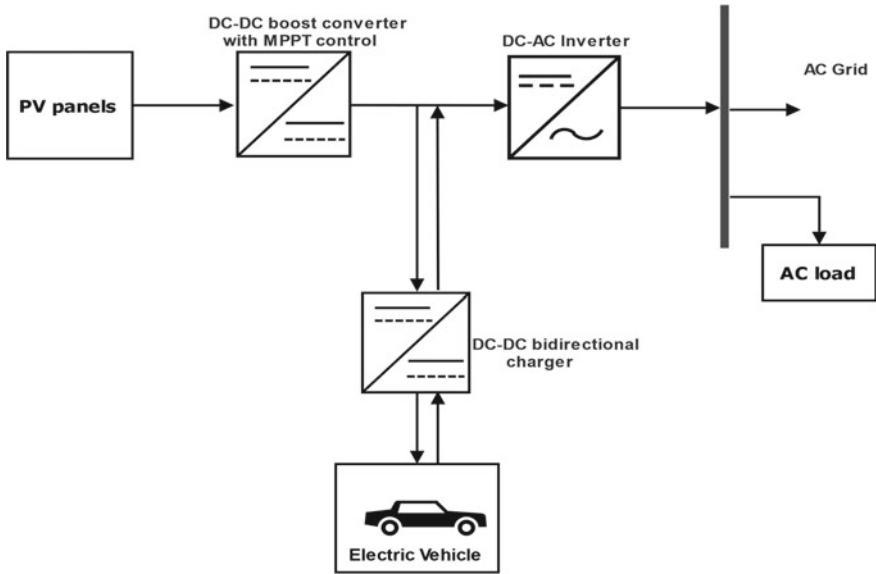 DC-DC boost converter
with MPPT control
DC-AC Inverter
AC Grid
PV panels
AC load
DC-DC bidirectional
charger
Electric Vehicle